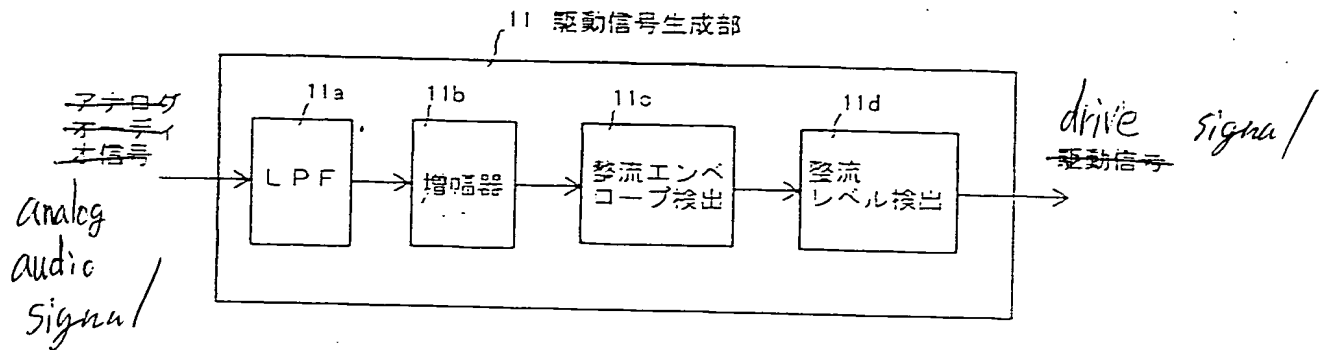 11 駆動信号生成部
アナログ
オーディ
オ信号
analog
audio
signal
11a
LPF
11b
増幅器
11c
整流エンベ
ロープ検出
11d
整流
レベル検出
drive signal
駆動信号